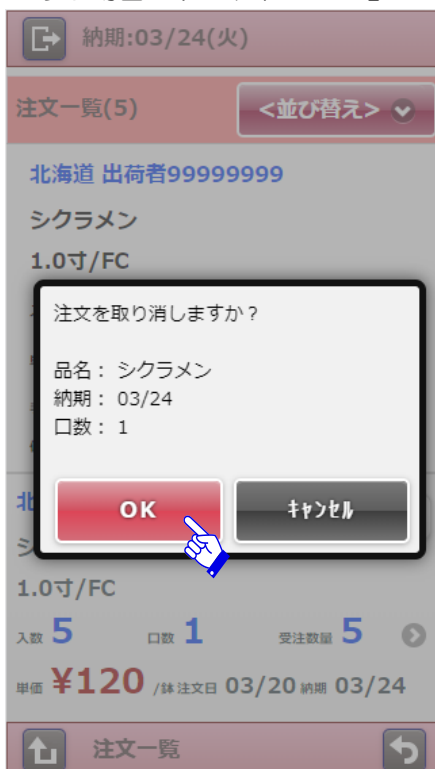 納期:03/24(火)
注文一覧(5)
<並び替え>
北海道 出荷者99999999
シクラメン
1.0寸/FC
注文を取り消しますか？
品名： シクラメン
納期： 03/24
口数： 1
OK
ｷｬﾝｾﾙ
北
シ
1.0寸/FC
入数 5 口数 1 受注数量 5
単価 ¥120 /鉢 注文日 03/20 納期 03/24
注文一覧